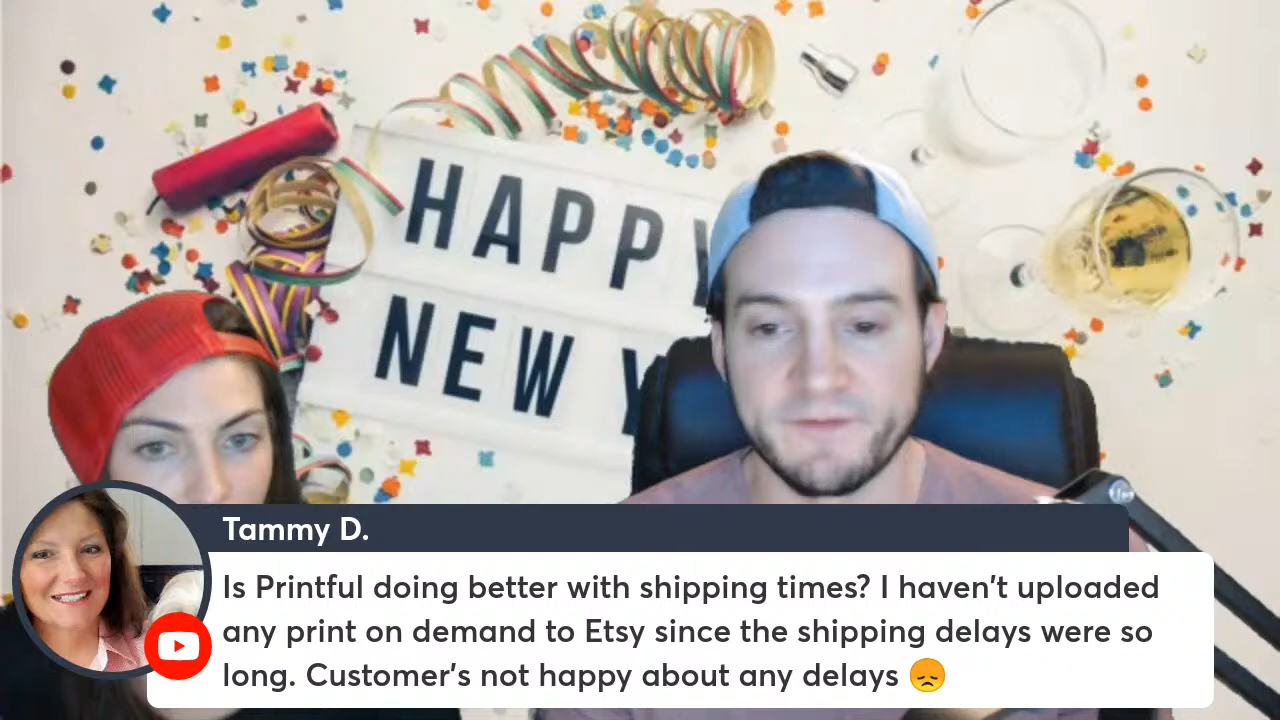 HAPPY
NEW Y
Tammy D.
Is Printful doing better with shipping times? I haven't uploaded
any print on demand to Etsy since the shipping delays were so
long. Customer's not happy about any delays 😞